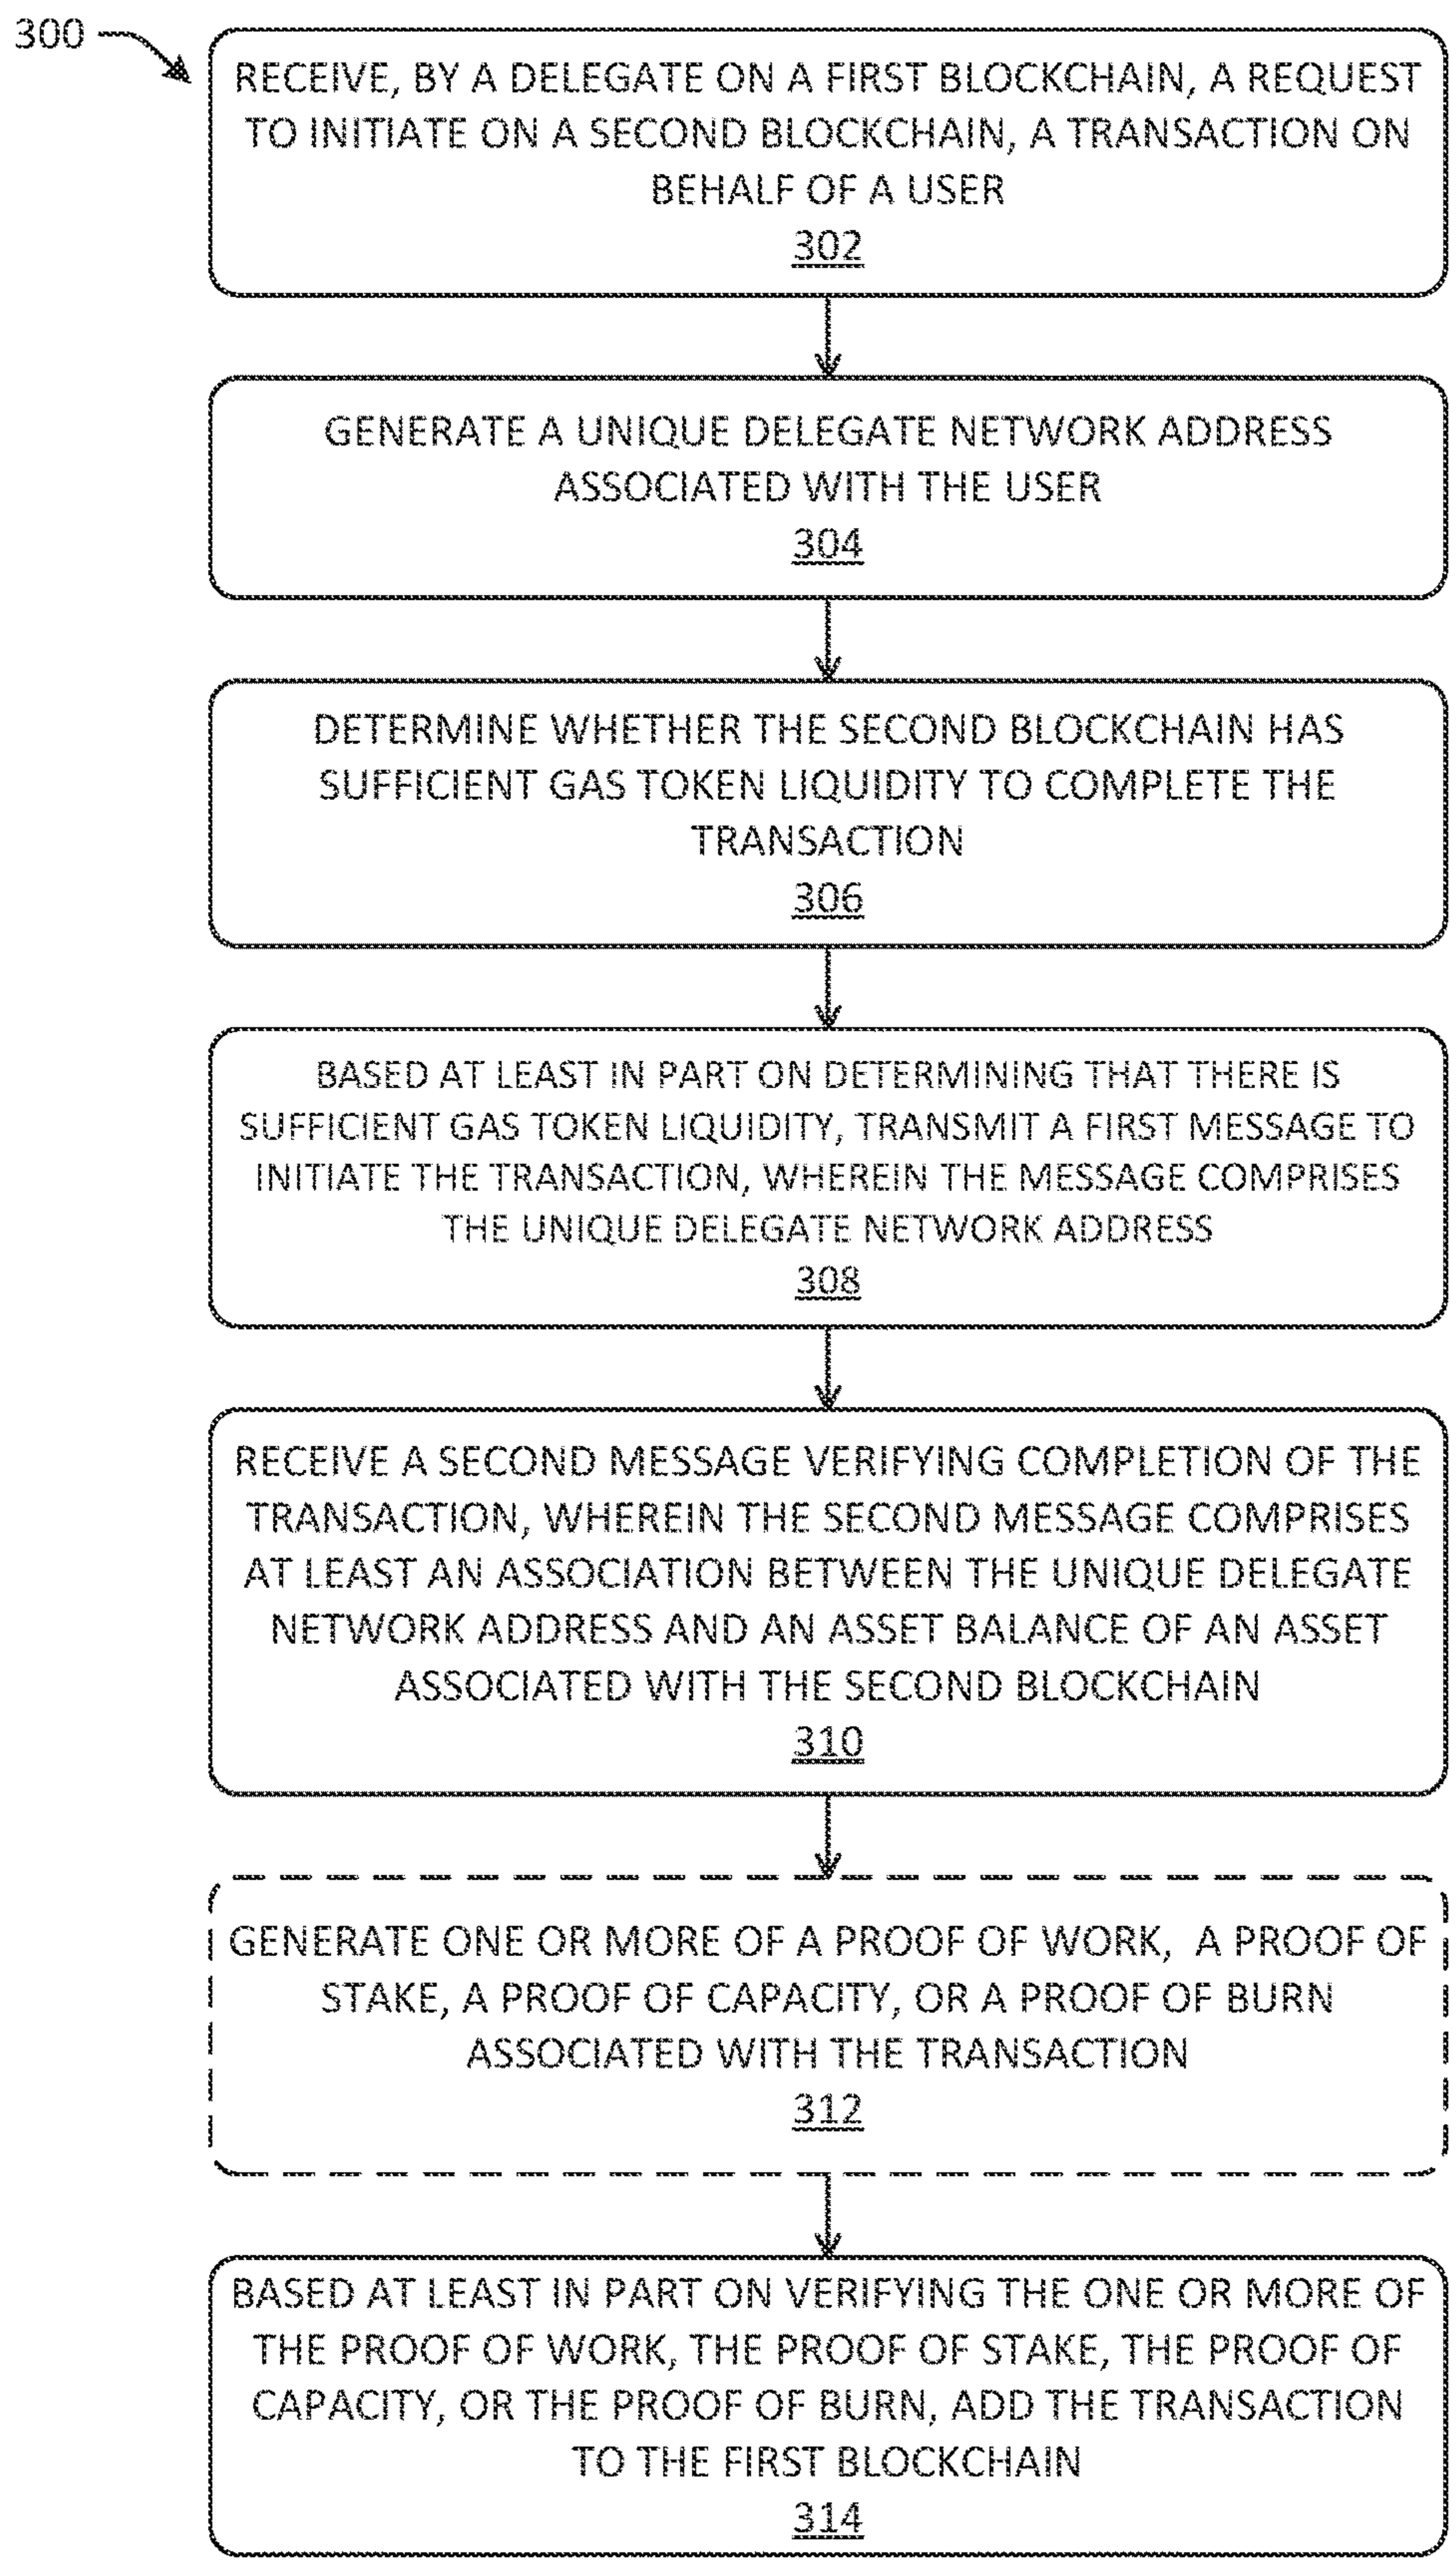 300
RECEIVE, BY A DELEGATE ON A FIRST BLOCKCHAIN, A REQUEST
TO INITIATE ON A SECOND BLOCKCHAIN, A TRANSACTION ON
BEHALF OF A USER
302
GENERATE A UNIQUE DELEGATE NETWORK ADDRESS
ASSOCIATED WITH THE USER
304
DETERMINE WHETHER THE SECOND BLOCKCHAIN HAS
SUFFICIENT GAS TOKEN LIQUIDITY TO COMPLETE THE
TRANSACTION
306
BASED AT LEAST IN PART ON DETERMINING THAT THERE IS
SUFFICIENT GAS TOKEN LIQUIDITY, TRANSMIT A FIRST MESSAGE TO
INITIATE THE TRANSACTION, WHEREIN THE MESSAGE COMPRISES
THE UNIQUE DELEGATE NETWORK ADDRESS
308
RECEIVE A SECOND MESSAGE VERIFYING COMPLETION OF THE
TRANSACTION, WHEREIN THE SECOND MESSAGE COMPRISES
AT LEAST AN ASSOCIATION BETWEEN THE UNIQUE DELEGATE
NETWORK ADDRESS AND AN ASSET BALANCE OF AN ASSET
ASSOCIATED WITH THE SECOND BLOCKCHAIN
310
GENERATE ONE OR MORE OF A PROOF OF WORK, A PROOF OF
STAKE, A PROOF OF CAPACITY, OR A PROOF OF BURN
ASSOCIATED WITH THE TRANSACTION
312
BASED AT LEAST IN PART ON VERIFYING THE ONE OR MORE OF
THE PROOF OF WORK, THE PROOF OF STAKE, THE PROOF OF
CAPACITY, OR THE PROOF OF BURN, ADD THE TRANSACTION
TO THE FIRST BLOCKCHAIN
314